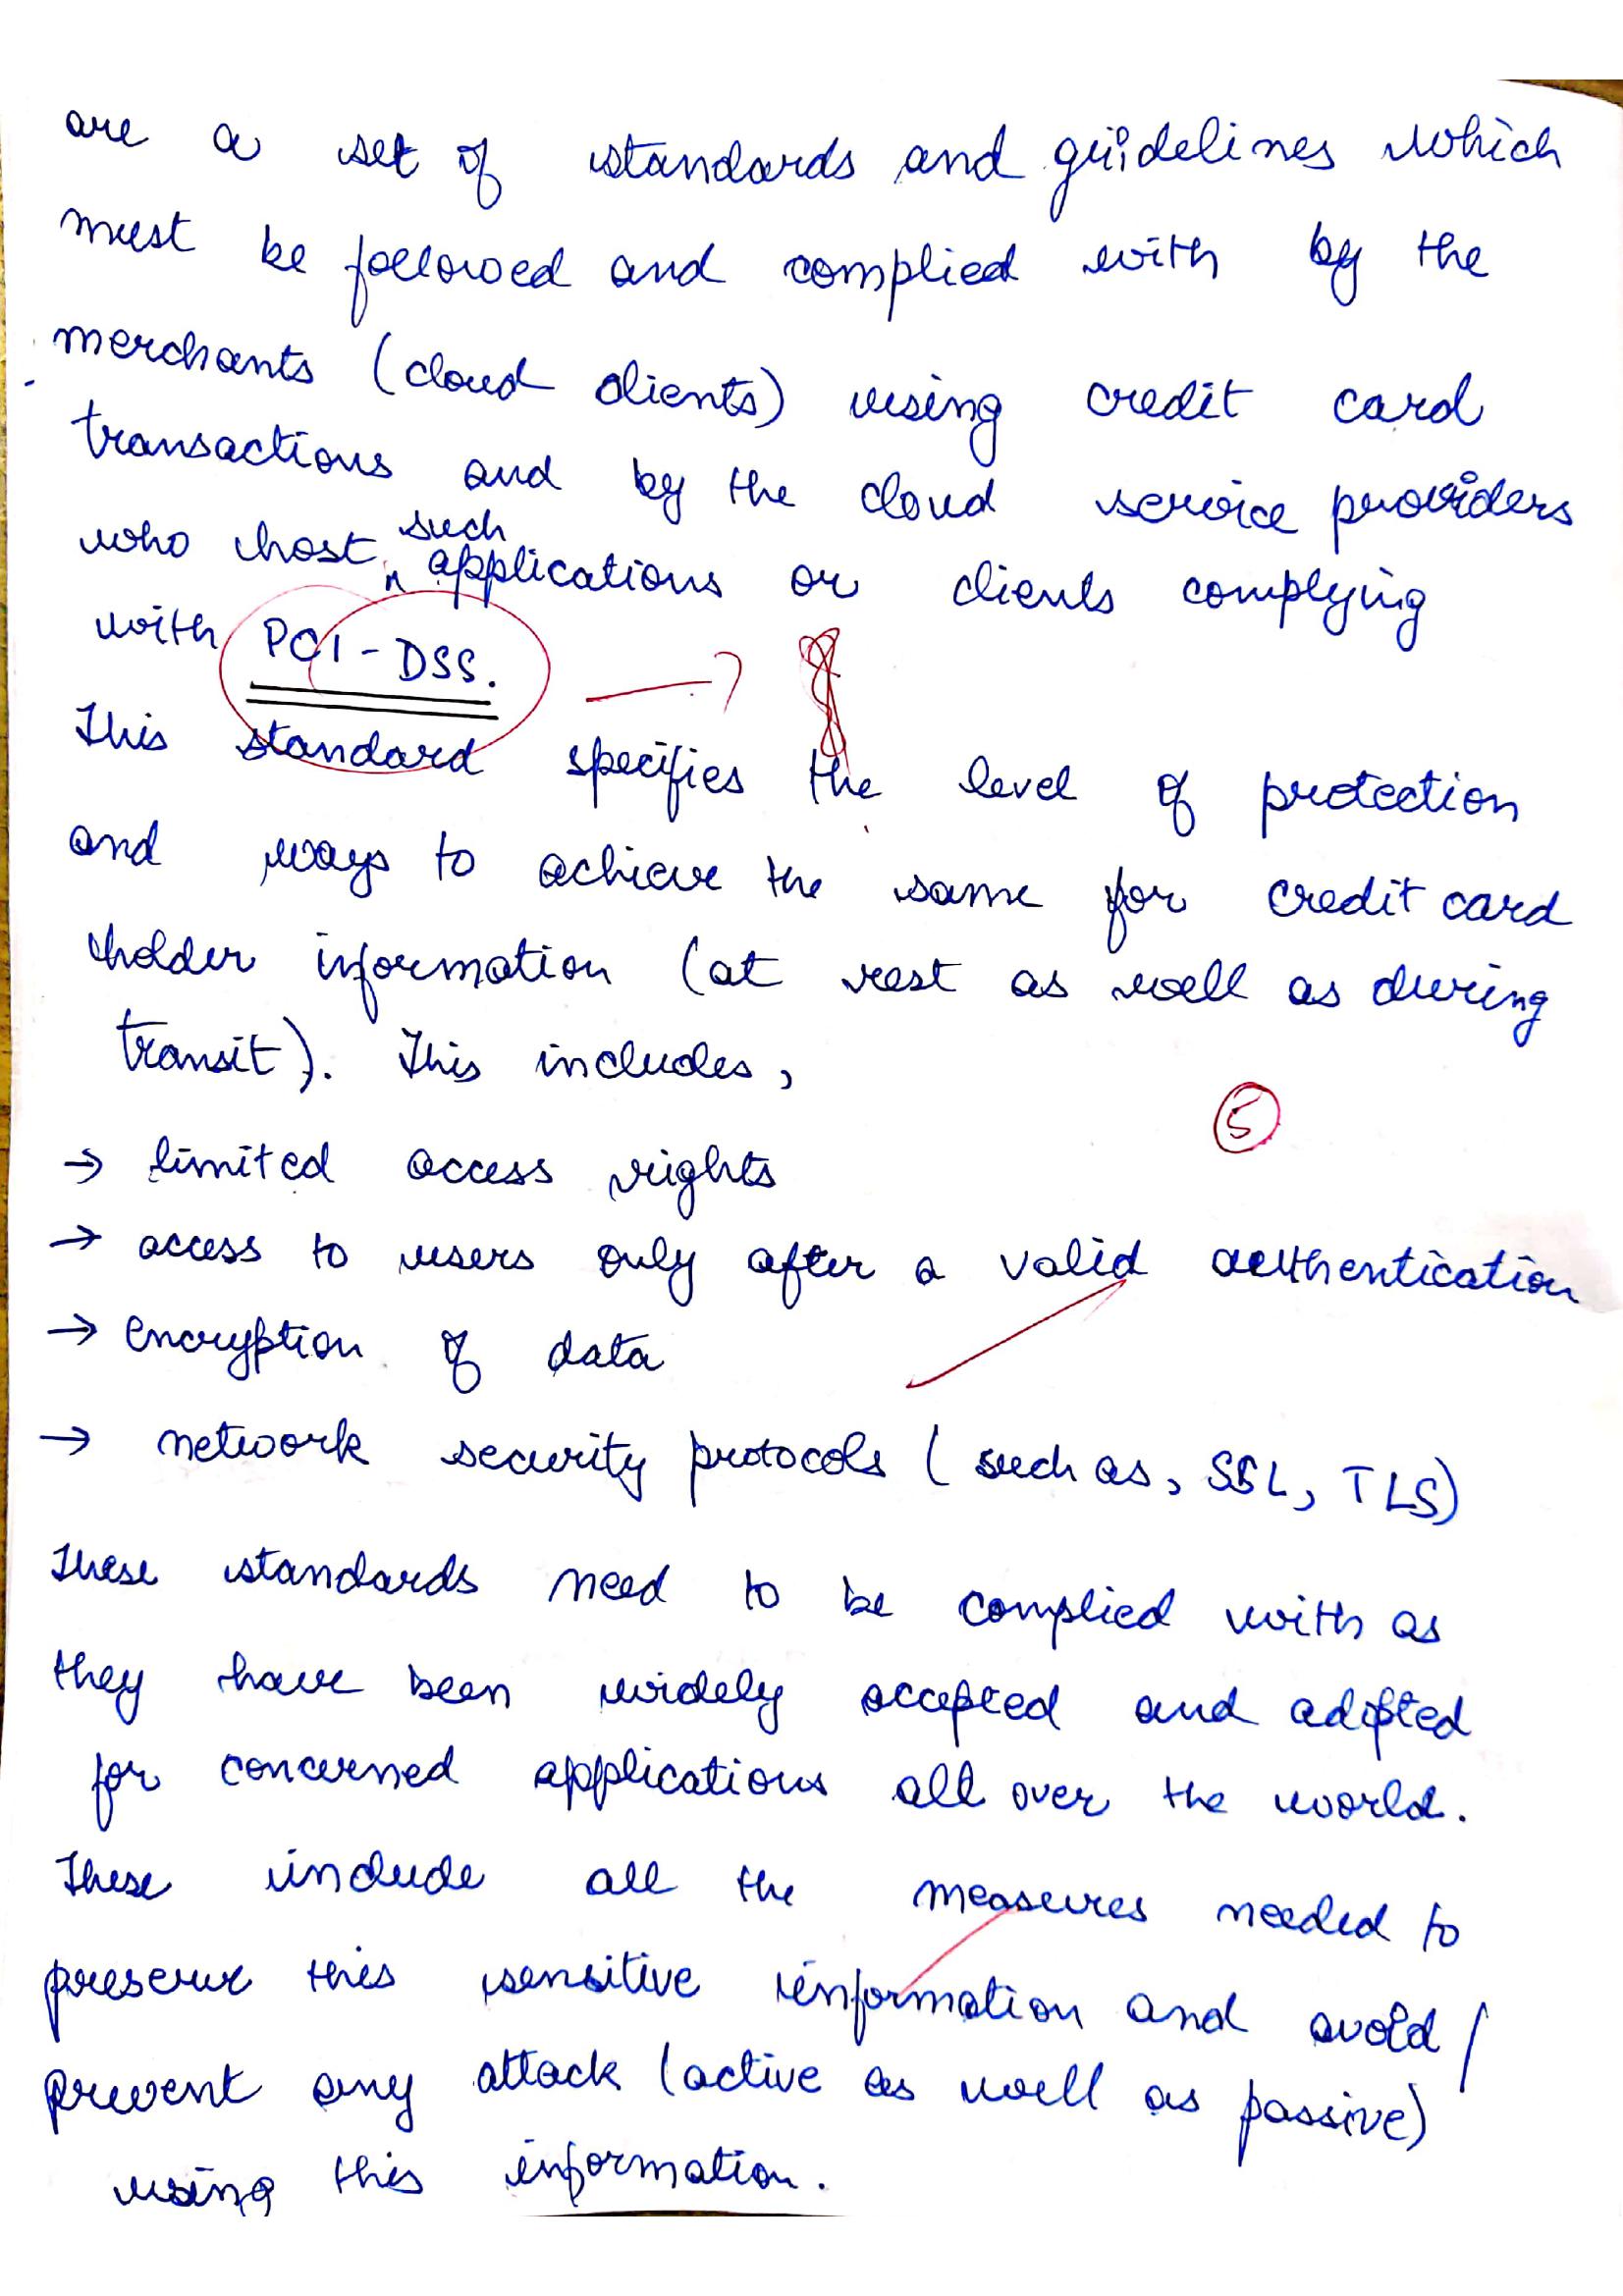 are a set of standards and guidelines which
must be followed and complied with by the
merchants (cloud clients) using credit card
transactions and by the cloud service providers
who host such applications or clients complying
with PCI-DSS. → ?
This standard specifies the level of protection
and ways to achieve the same for credit card
holder information (at rest as well as during
transit). This includes,
5
→ limited access rights
→ access to users only after a valid authentication
→ encryption of data
→ network security protocols (such as, SSL, TLS)
These standards need to be complied with as
they have been widely accepted and adopted
for concerned applications all over the world.
These include all the measures needed to
preserve this sensitive information and avoid/
prevent any attack (active as well as passive)
using this information.